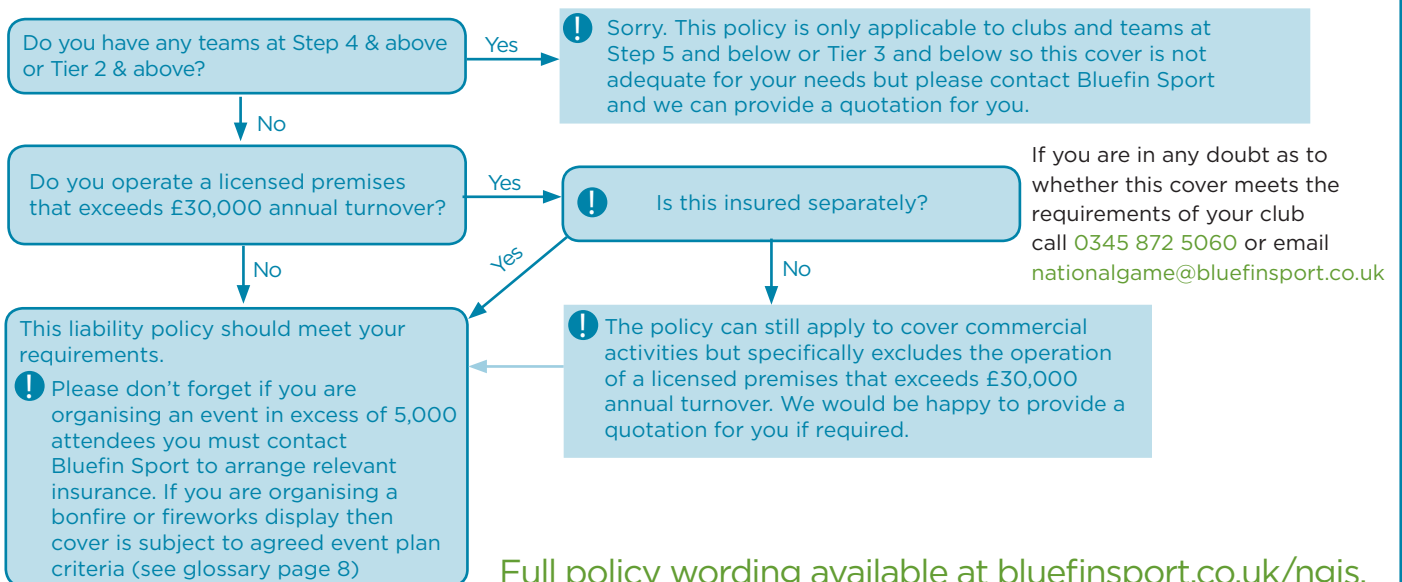 Do you have any teams at Step 4 & above
or Tier 2 & above?
Yes
Sorry. This policy is only applicable to clubs and teams at
Step 5 and below or Tier 3 and below so this cover is not
adequate for your needs but please contact Bluefin Sport
and we can provide a quotation for you.
No
Do you operate a licensed premises
that exceeds £30,000 annual turnover?
Yes
Is this insured separately?
If you are in any doubt as to
whether this cover meets the
requirements of your club
call 0345 872 5060 or email
nationalgame@bluefinsport.co.uk
No
Yes
No
This liability policy should meet your
requirements.
Please don't forget if you are
organising an event in excess of 5,000
attendees you must contact
Bluefin Sport to arrange relevant
insurance. If you are organising a
bonfire or fireworks display then
cover is subject to agreed event plan
criteria (see glossary page 8)
The policy can still apply to cover commercial
activities but specifically excludes the operation
of a licensed premises that exceeds £30,000
annual turnover. We would be happy to provide a
quotation for you if required.
Full policy wording available at bluefinsport.co.uk/ngis.